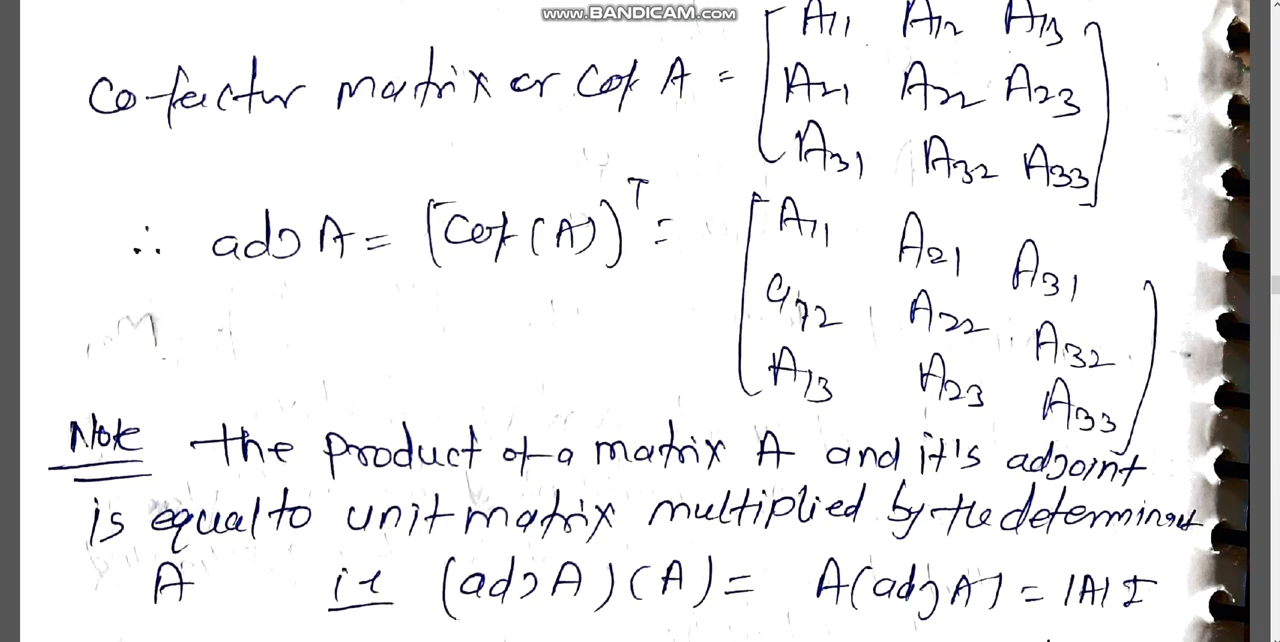 www.BANDICAM.com
A11 A12 A13
Co-factor matrix or Cof A = A21 A22 A23
A31 A32 A33
∴ adj A = [Cof (A)]^T = A11 A21 A31
a12 A22 A32
A13 A23 A33
Note the product of a matrix A and it's adjoint
is equal to unit matrix multiplied by the determinant
A ie (adj A) (A) = A(adj A) = |A| I